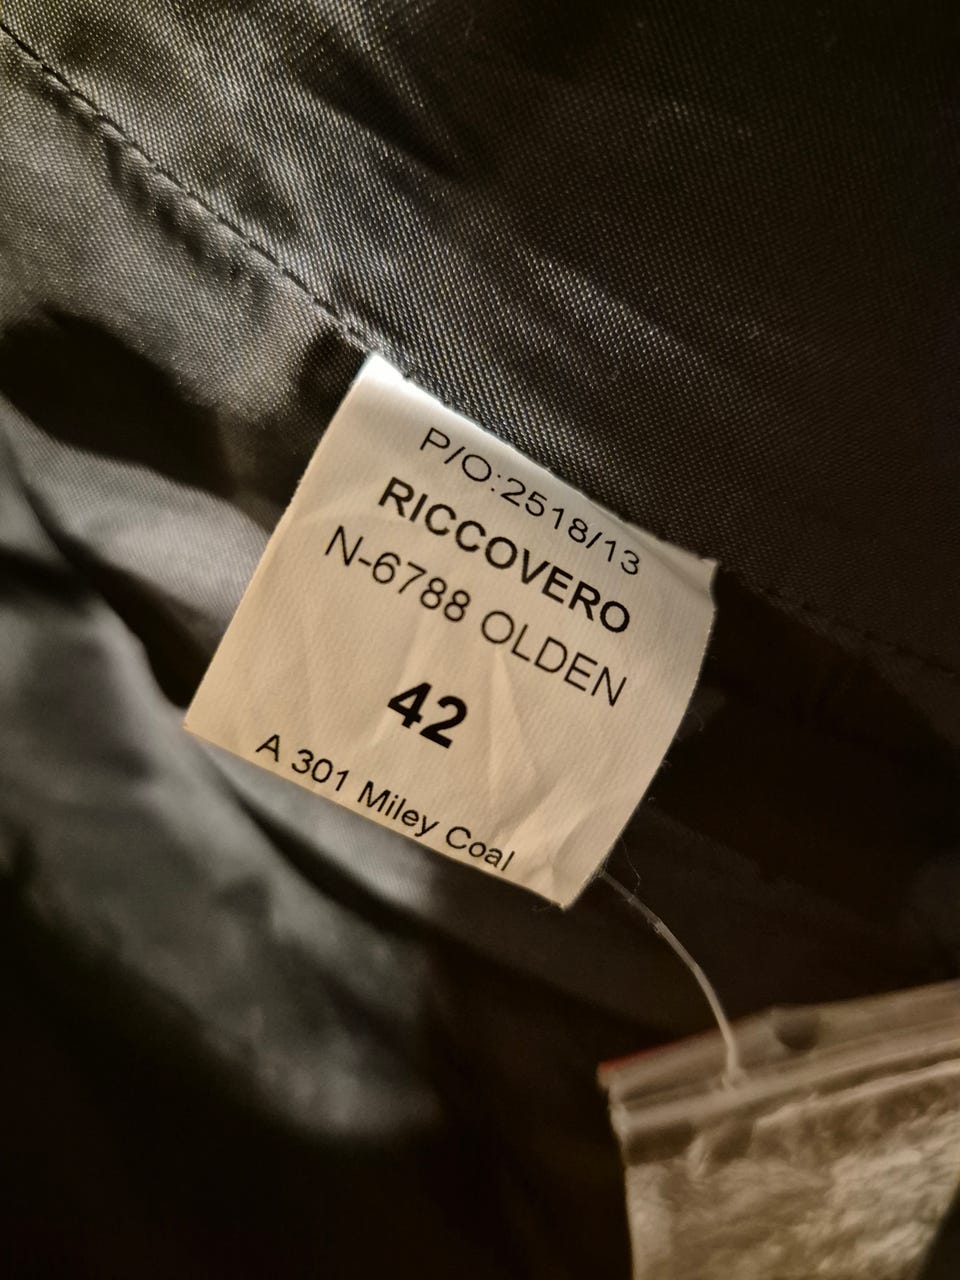 P/O:2518/13
RICCOVERO
N-6788 OLDEN
42
A 301 Miley Coal